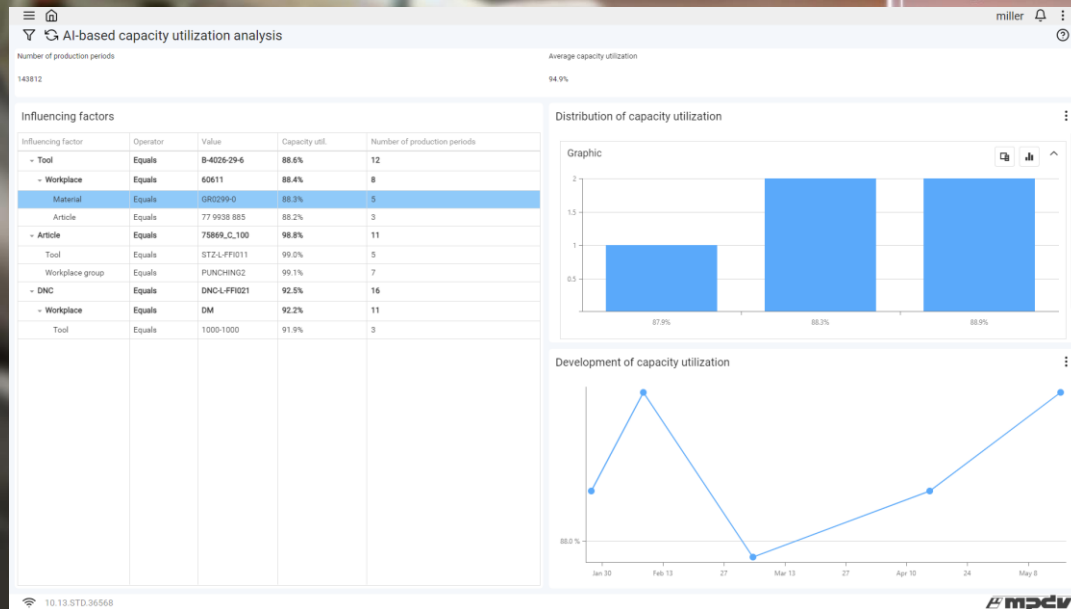 miller
AI-based capacity utilization analysis
Number of production periods
143812
Average capacity utilization
94.9%
Influencing factors
Influencing factor Operator Value Capacity util. Number of production periods
Tool Equals B-4026-29-6 88.6% 12
Workplace Equals 60611 88.4% 8
Material Equals GR0299-0 88.3% 5
Article Equals 77 9938 885 88.2% 3
Article Equals 75869_C_100 98.8% 11
Tool Equals STZ-L-FFI011 99.0% 5
Workplace group Equals PUNCHING2 99.1% 7
DNC Equals DNC-L-FFI021 92.5% 16
Workplace Equals DM 92.2% 11
Tool Equals 1000-1000 91.9% 3
Distribution of capacity utilization
Graphic
2
1.5
1
0.5
87.9% 88.3% 88.9%
Development of capacity utilization
88.0 %
Jan 30 Feb 13 27 Mar 13 27 Apr 10 24 May 8
10.13.STD.36568
mpdv